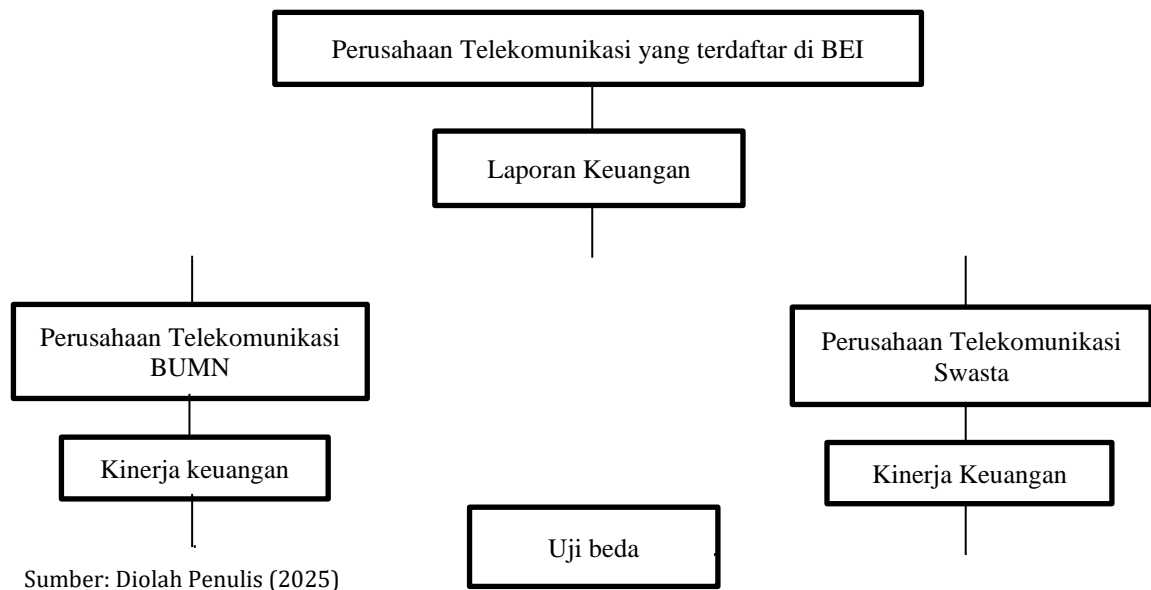 Perusahaan Telekomunikasi yang terdaftar di BEI
Laporan Keuangan
Perusahaan Telekomunikasi
BUMN
Perusahaan Telekomunikasi
Swasta
Kinerja keuangan
Kinerja Keuangan
Uji beda
Sumber: Diolah Penulis (2025)